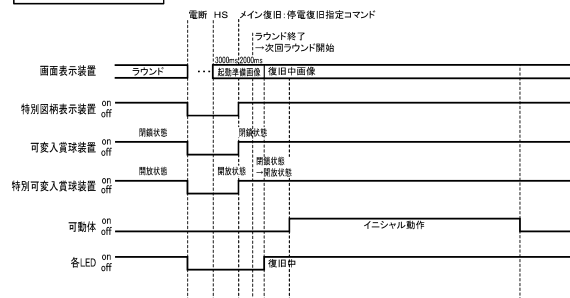 電断 HS メイン復旧:停電復旧指定コマンド
ラウンド終了
→次回ラウンド開始
3000ms 2000ms
画面表示装置 ラウンド ・・・ 起動準備画像 復旧中画像
特別図柄表示装置 on
off
閉鎖状態 閉鎖状態
可変入賞球装置 on
off
開放状態 開放状態 閉鎖状態
→開放状態
特別可変入賞球装置 on
off
可動体 on
off
イニシャル動作
各LED on
off
復旧中